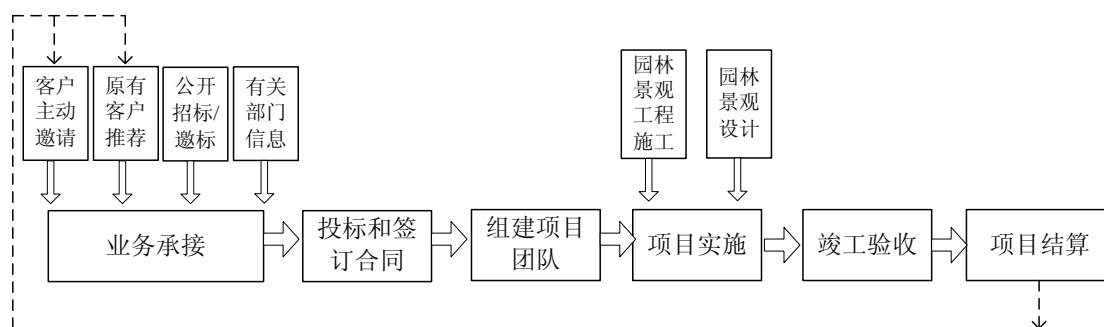 客户
主动
邀请
原有
客户
推荐
公开
招标/
邀标
有关
部门
信息
园林
景观
工程
施工
园林
景观
设计
业务承接
投标和签
订合同
组建项目
团队
项目实施
竣工验收
项目结算